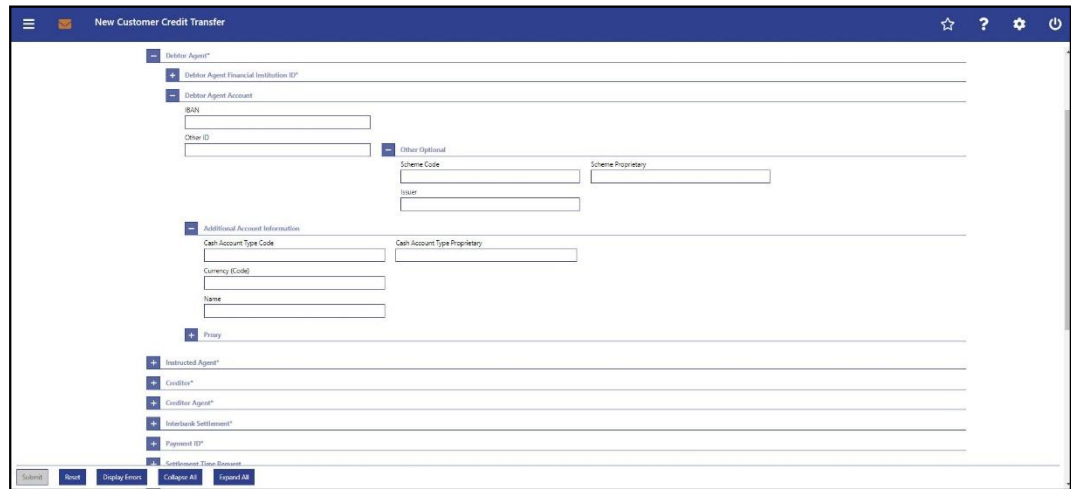 New Customer Credit Transfer
Debtor Agent*
Debtor Agent Financial Institution ID*
Debtor Agent Account
IBAN
Other ID
Other Optional
Scheme Code Scheme Proprietary
Issuer
Additional Account Information
Cash Account Type Code Cash Account Type Proprietary
Currency (Code)
Name
Proxy
Instructed Agent*
Creditor*
Creditor Agent*
Interbank Settlement*
Payment ID*
Settlement Time Request
Submit Reset Display Errors Collapse All Expand All